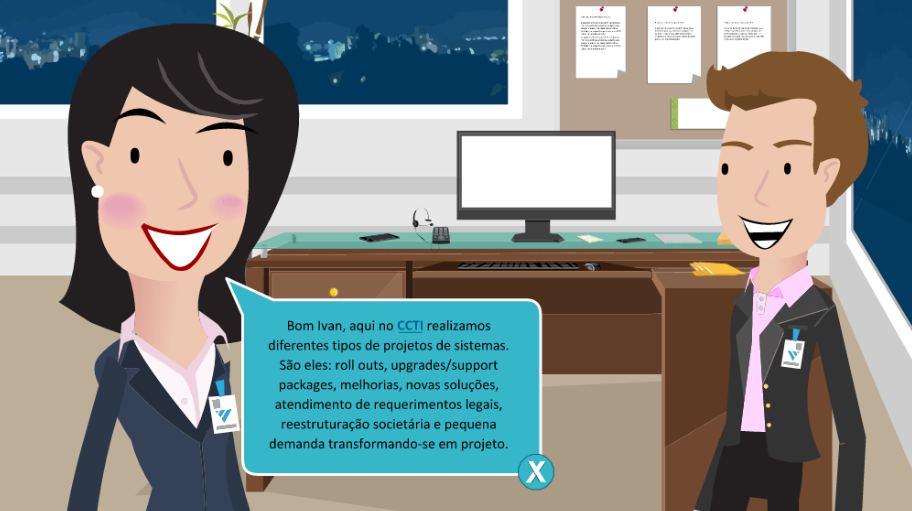 Bom Ivan, aqui no CCTI realizamos
diferentes tipos de projetos de sistemas.
São eles: roll outs, upgrades/support
packages, melhorias, novas soluções,
atendimento de requerimentos legais,
reestruturação societária e pequena
demanda transformando-se em projeto.
X